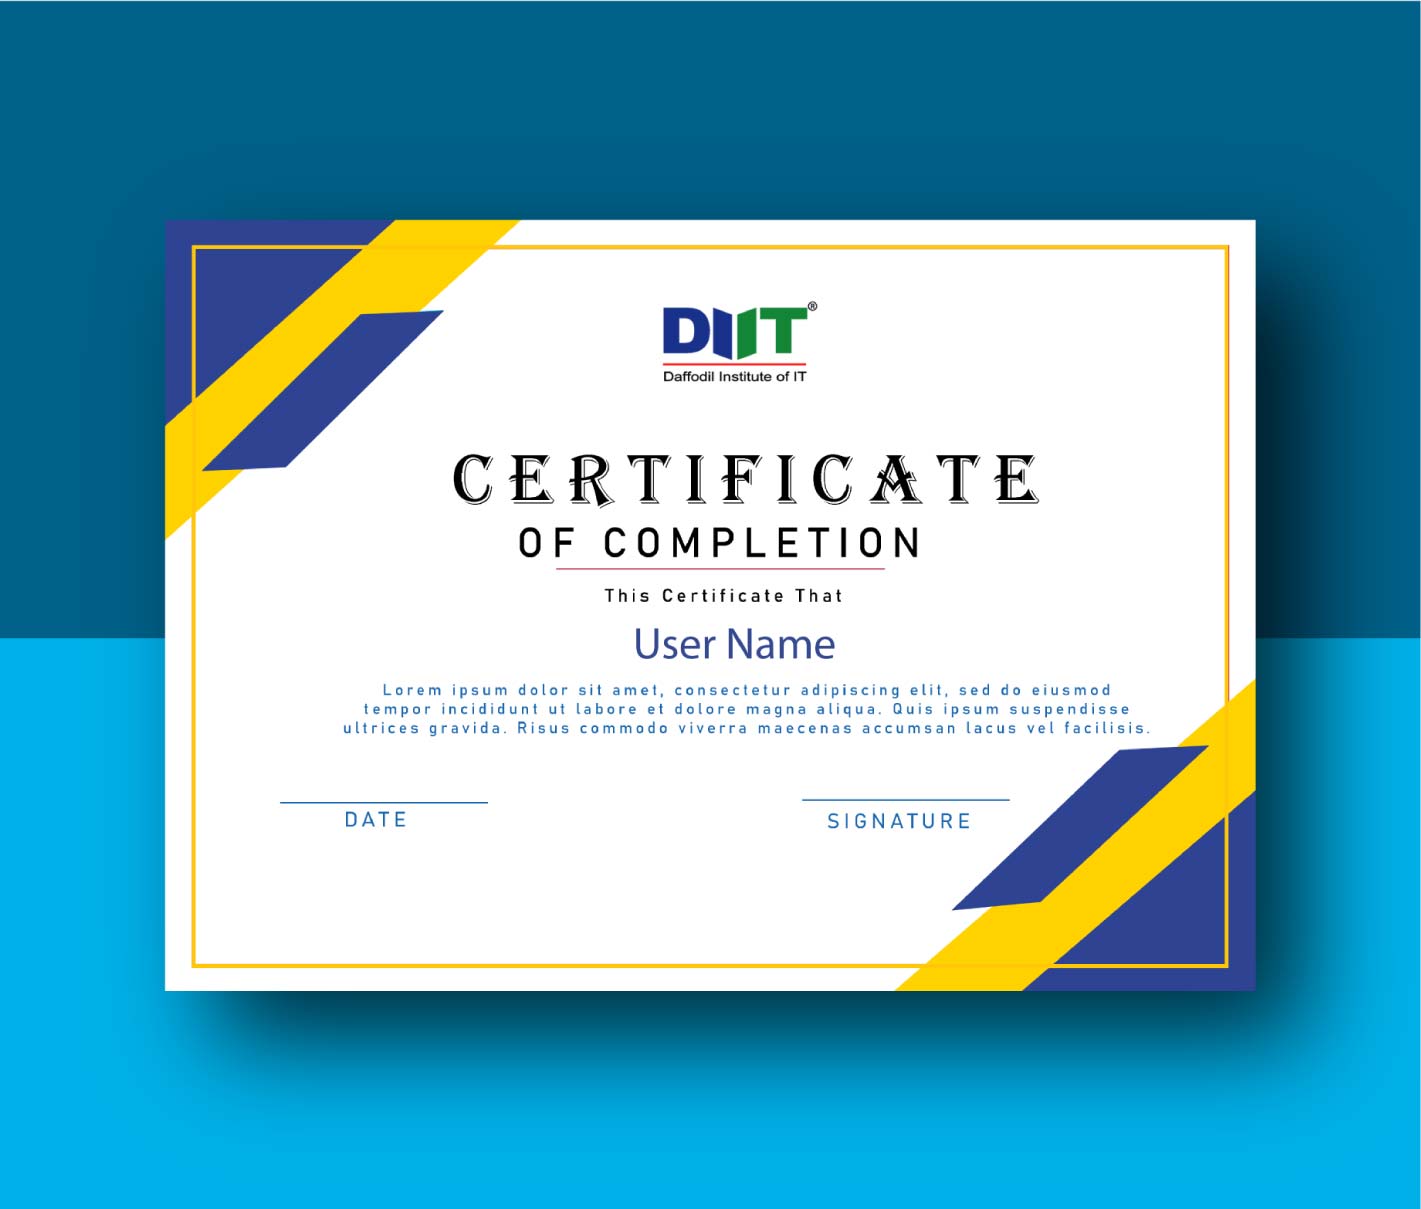 DIIT®
Daffodil Institute of IT
CERTIFICATE
OF COMPLETION
This Certificate That
User Name
Lorem ipsum dolor sit amet, consectetur adipiscing elit, sed do eiusmod
tempor incididunt ut labore et dolore magna aliqua. Quis ipsum suspendisse
ultrices gravida. Risus commodo viverra maecenas accumsan lacus vel facilisis.
DATE
SIGNATURE